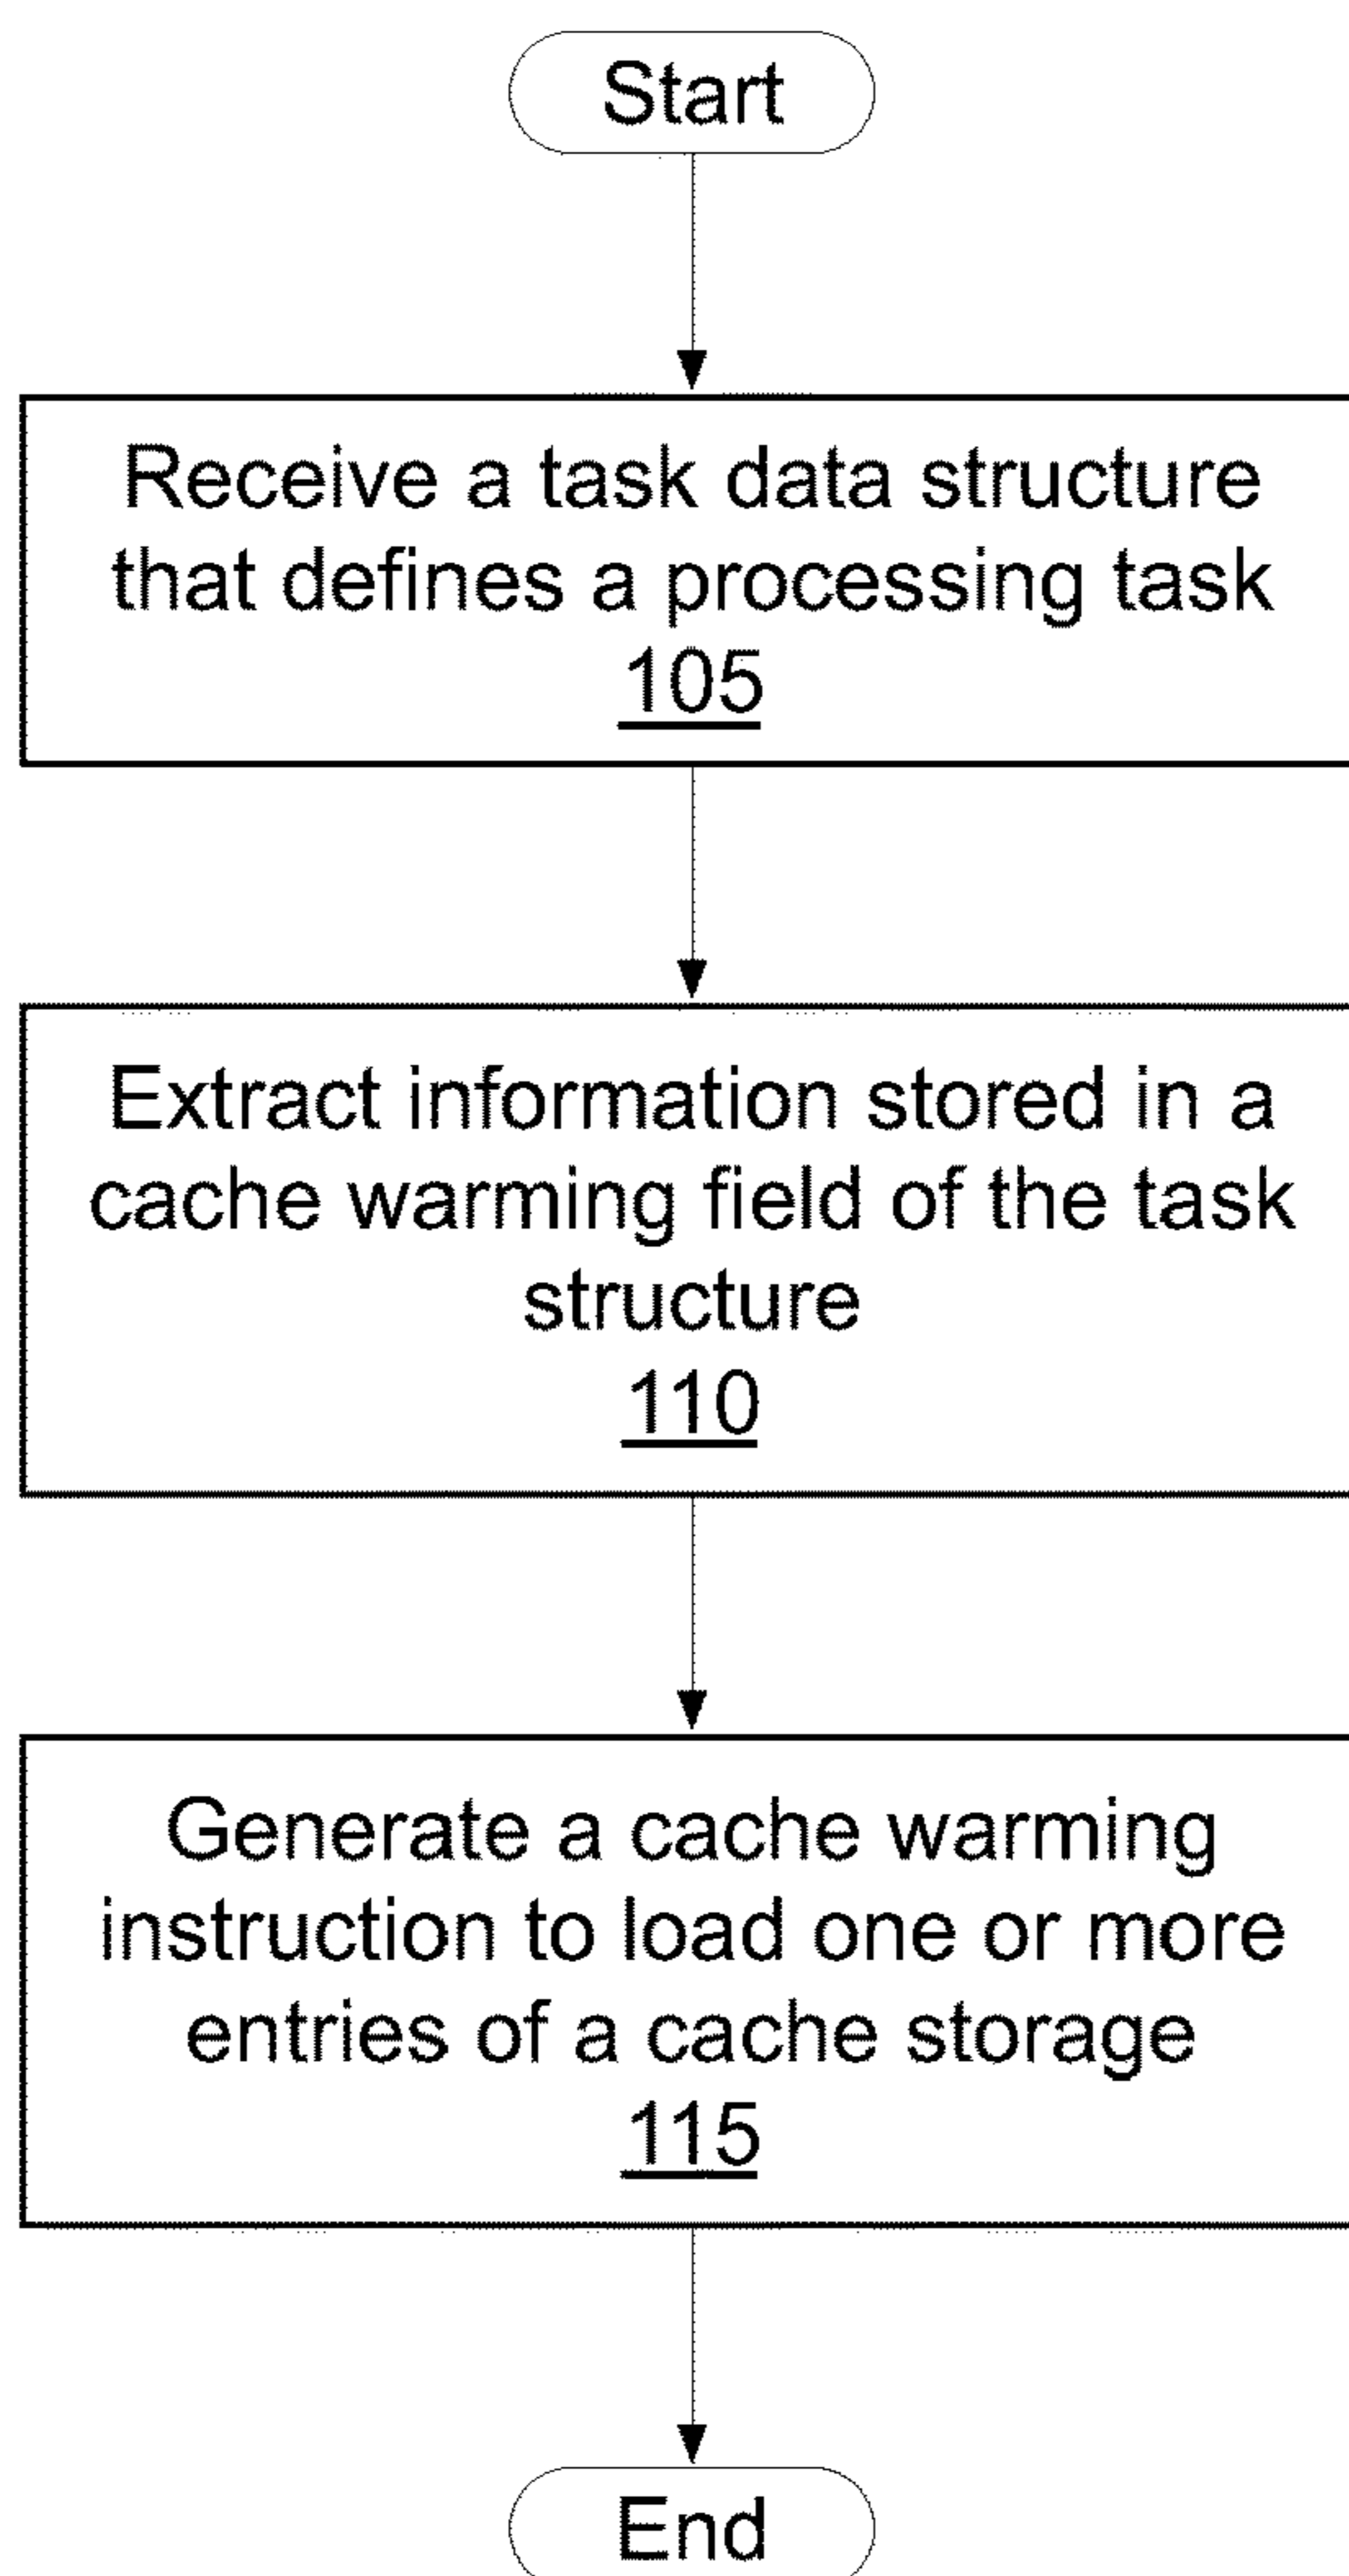 Start
Receive a task data structure
that defines a processing task
105
Extract information stored in a
cache warming field of the task
structure
110
Generate a cache warming
instruction to load one or more
entries of a cache storage
115
End